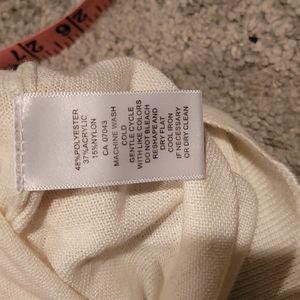 48%POLYESTER
37%ACRYLIC
15%NYLON
CA 07043
MACHINE WASH
COLD
GENTLE CYCLE
WITH LIKE COLORS
DO NOT BLEACH
RESHAPE AND
DRY FLAT
COOL IRON
IF NECESSARY
OR DRY CLEAN